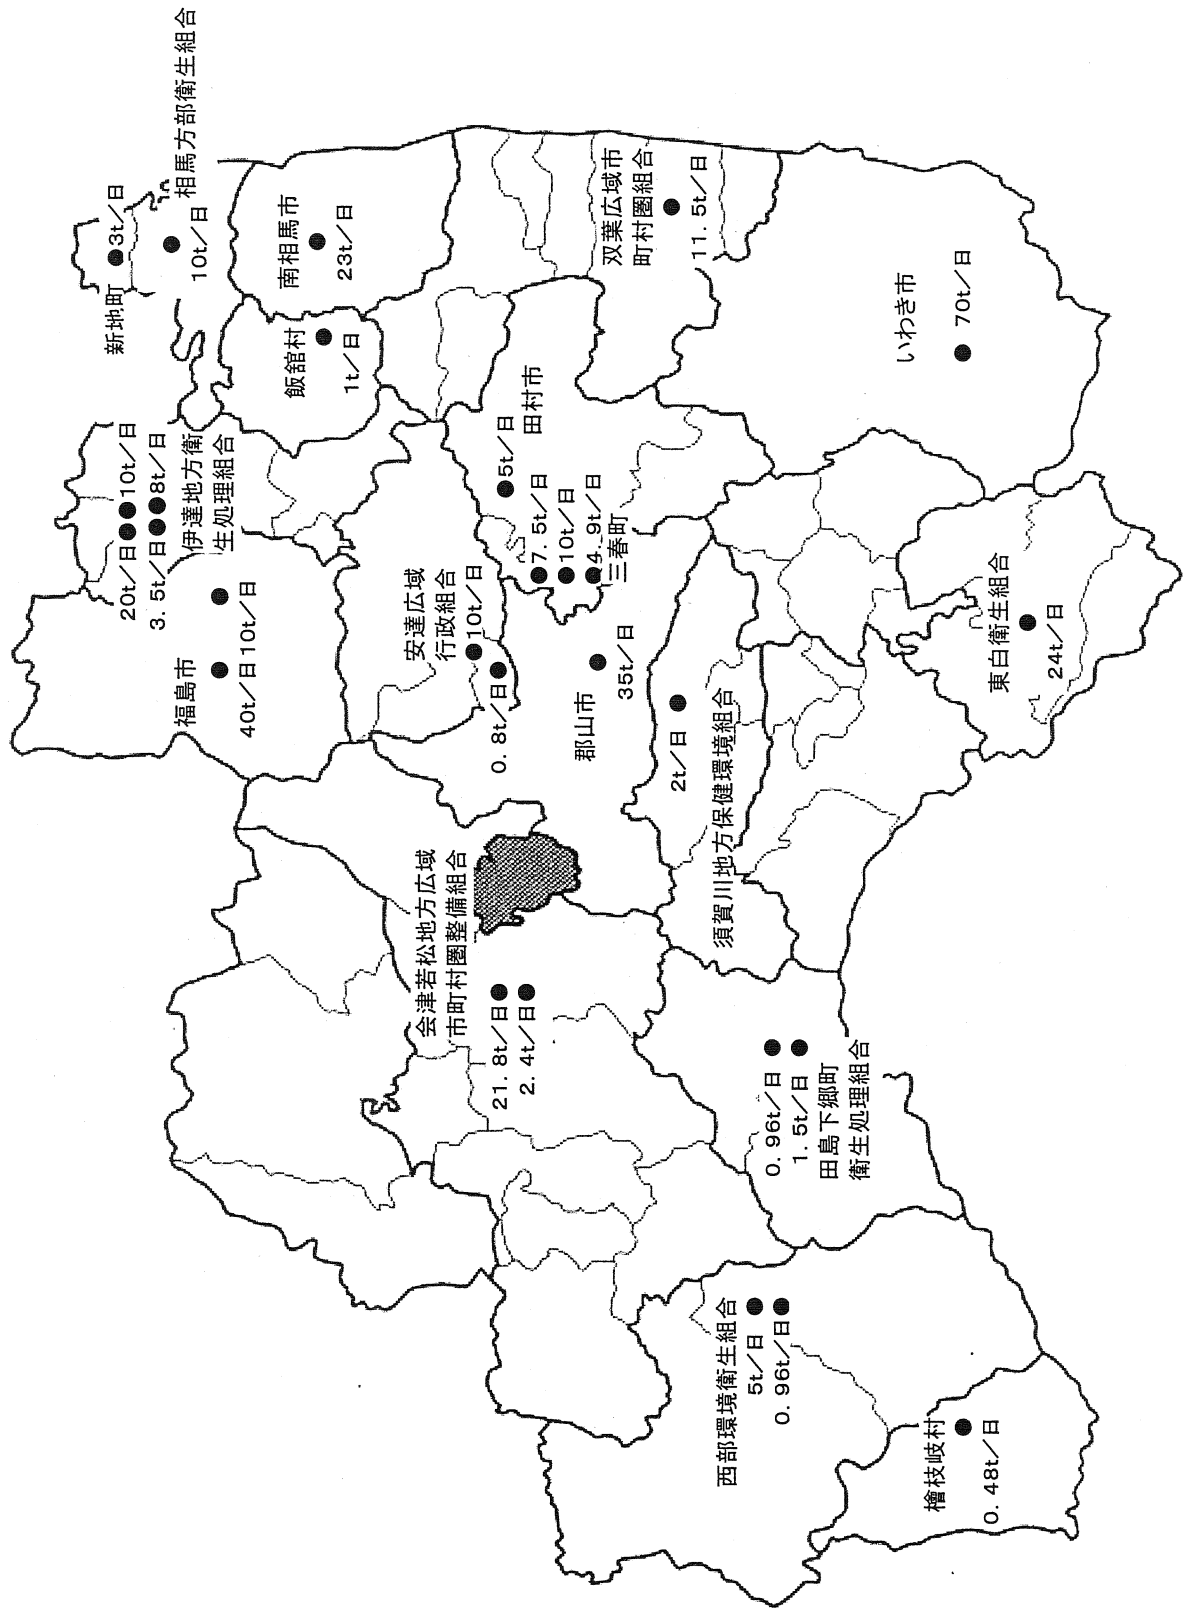 新地町
3t／日
相馬方部衛生組合
10t／日
南相馬市
23t／日
飯舘村
1t／日
20t／日
10t／日
3. 5t／日
8t／日
伊達地方衛
生処理組合
福島市
40t／日
10t／日
安達広域
行政組合
10t／日
0. 8t／日
田村市
5t／日
7. 5t／日
10t／日
4. 9t／日
三春町
双葉広域市
町村圏組合
11. 5t／日
郡山市
35t／日
いわき市
70t／日
2t／日
須賀川地方保健環境組合
東白衛生組合
24t／日
会津若松地方広域
市町村圏整備組合
21. 8t／日
2. 4t／日
0. 96t／日
1. 5t／日
田島下郷町
衛生処理組合
西部環境衛生組合
5t／日
0. 96t／日
檜枝岐村
0. 48t／日